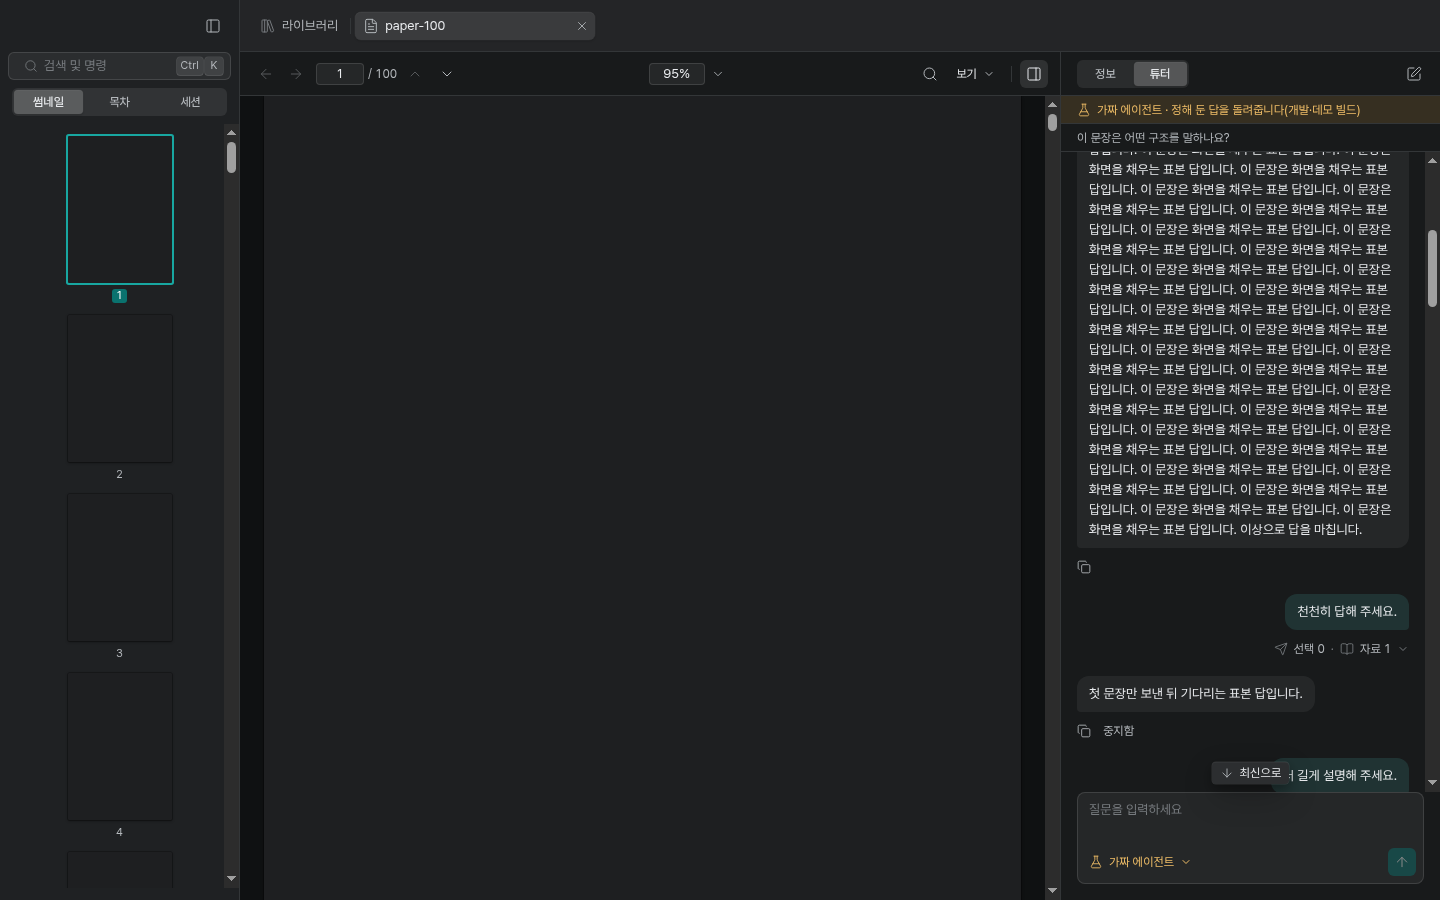 라이브러리
paper-100
검색 및 명령
Ctrl
K
썸네일
목차
세션
1
2
3
4
1
/ 100
95%
보기
정보
튜터
가짜 에이전트 · 정해 둔 답을 돌려줍니다(개발·데모 빌드)
이 문장은 어떤 구조를 말하나요?
화면을 채우는 표본 답입니다. 이 문장은 화면을 채우는 표본
답입니다. 이 문장은 화면을 채우는 표본 답입니다. 이 문장은
화면을 채우는 표본 답입니다. 이 문장은 화면을 채우는 표본
답입니다. 이 문장은 화면을 채우는 표본 답입니다. 이 문장은
화면을 채우는 표본 답입니다. 이 문장은 화면을 채우는 표본
답입니다. 이 문장은 화면을 채우는 표본 답입니다. 이 문장은
화면을 채우는 표본 답입니다. 이 문장은 화면을 채우는 표본
답입니다. 이 문장은 화면을 채우는 표본 답입니다. 이 문장은
화면을 채우는 표본 답입니다. 이 문장은 화면을 채우는 표본
답입니다. 이 문장은 화면을 채우는 표본 답입니다. 이 문장은
화면을 채우는 표본 답입니다. 이 문장은 화면을 채우는 표본
답입니다. 이 문장은 화면을 채우는 표본 답입니다. 이 문장은
화면을 채우는 표본 답입니다. 이 문장은 화면을 채우는 표본
답입니다. 이 문장은 화면을 채우는 표본 답입니다. 이 문장은
화면을 채우는 표본 답입니다. 이 문장은 화면을 채우는 표본
답입니다. 이 문장은 화면을 채우는 표본 답입니다. 이 문장은
화면을 채우는 표본 답입니다. 이 문장은 화면을 채우는 표본
답입니다. 이 문장은 화면을 채우는 표본 답입니다. 이 문장은
화면을 채우는 표본 답입니다. 이상으로 답을 마칩니다.
천천히 답해 주세요.
선택 0 · 자료 1
첫 문장만 보낸 뒤 기다리는 표본 답입니다.
중지함
길게 설명해 주세요.
최신으로
질문을 입력하세요
가짜 에이전트